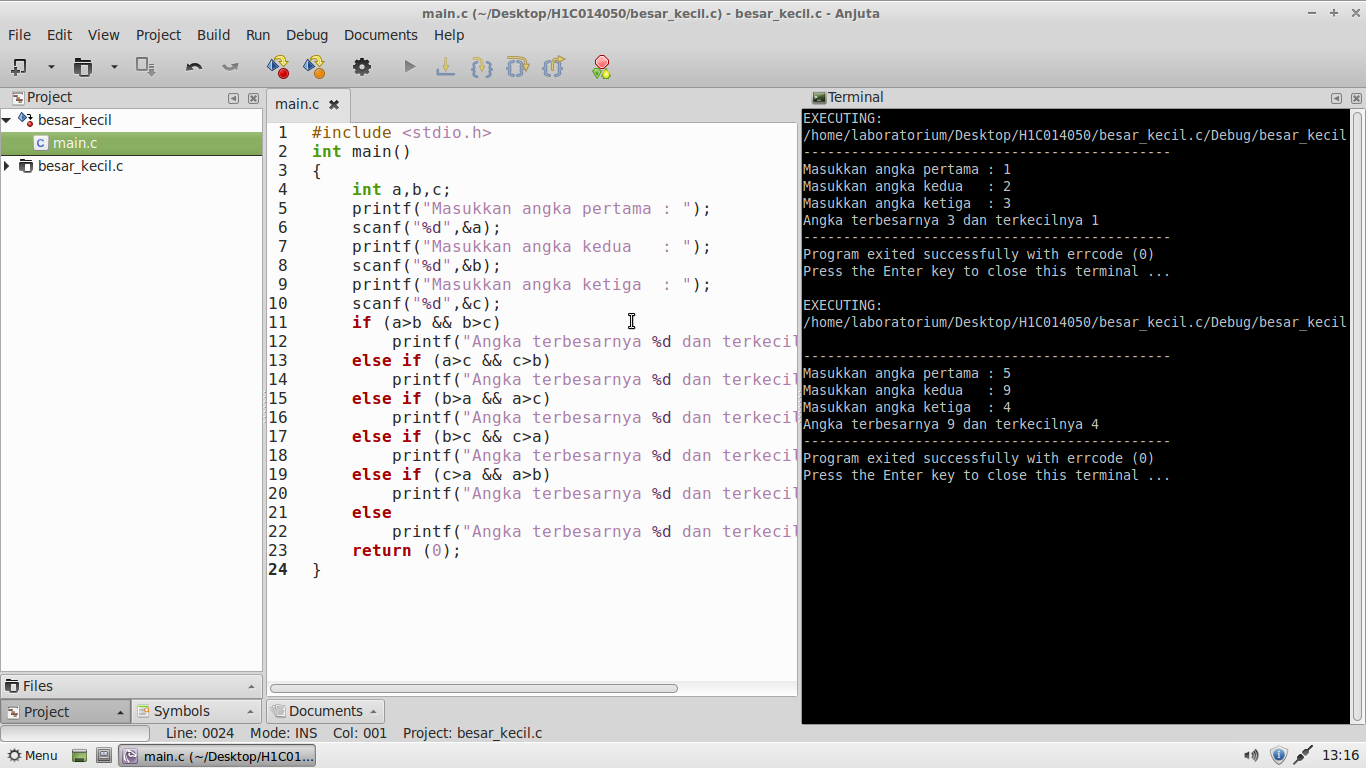 main.c (~/Desktop/H1C014050/besar_kecil.c) - besar_kecil.c - Anjuta
File Edit View Project Build Run Debug Documents Help
Project
besar_kecil
main.c
besar_kecil.c
Files
Project
Symbols
main.c
1 #include <stdio.h>
2 int main()
3 {
4 int a,b,c;
5 printf("Masukkan angka pertama : ");
6 scanf("%d",&a);
7 printf("Masukkan angka kedua   : ");
8 scanf("%d",&b);
9 printf("Masukkan angka ketiga  : ");
10 scanf("%d",&c);
11 if (a>b && b>c)
12 printf("Angka terbesarnya %d dan terkecil
13 else if (a>c && c>b)
14 printf("Angka terbesarnya %d dan terkecil
15 else if (b>a && a>c)
16 printf("Angka terbesarnya %d dan terkecil
17 else if (b>c && c>a)
18 printf("Angka terbesarnya %d dan terkecil
19 else if (c>a && a>b)
20 printf("Angka terbesarnya %d dan terkecil
21 else
22 printf("Angka terbesarnya %d dan terkecil
23 return (0);
24 }
Documents
Terminal
EXECUTING:
/home/laboratorium/Desktop/H1C014050/besar_kecil.c/Debug/besar_kecil
----------------------------------------------
Masukkan angka pertama : 1
Masukkan angka kedua   : 2
Masukkan angka ketiga  : 3
Angka terbesarnya 3 dan terkecilnya 1
----------------------------------------------
Program exited successfully with errcode (0)
Press the Enter key to close this terminal ...
EXECUTING:
/home/laboratorium/Desktop/H1C014050/besar_kecil.c/Debug/besar_kecil
----------------------------------------------
Masukkan angka pertama : 5
Masukkan angka kedua   : 9
Masukkan angka ketiga  : 4
Angka terbesarnya 9 dan terkecilnya 4
----------------------------------------------
Program exited successfully with errcode (0)
Press the Enter key to close this terminal ...
Line: 0024 Mode: INS Col: 001 Project: besar_kecil.c
Menu
main.c (~/Desktop/H1C01...
13:16